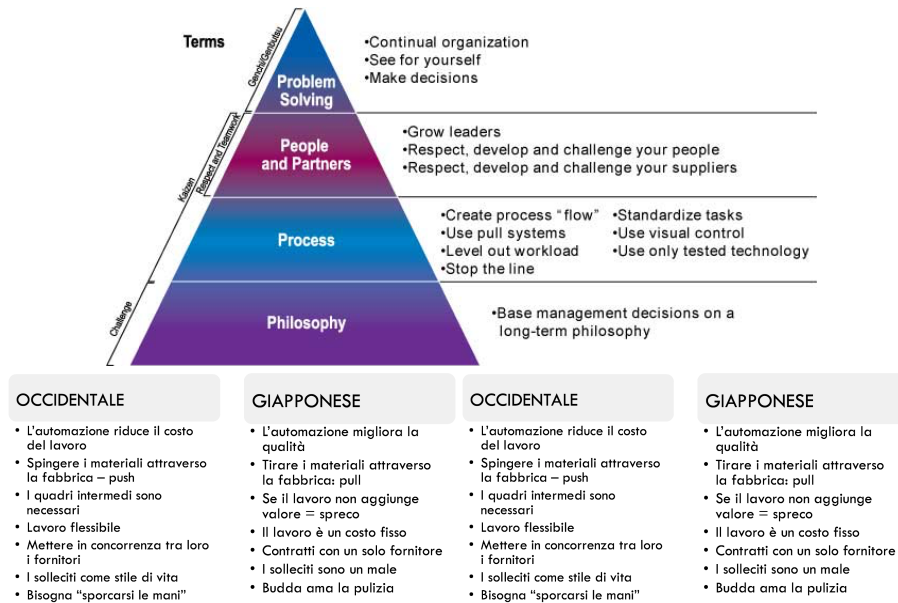 Terms
Genchi/Genbutsu
•Continual organization
•See for yourself
•Make decisions
Problem
Solving
Kaizen
Respect and Teamwork
People
and Partners
•Grow leaders
•Respect, develop and challenge your people
•Respect, develop and challenge your suppliers
Process
•Create process “flow”
•Use pull systems
•Level out workload
•Stop the line
•Standardize tasks
•Use visual control
•Use only tested technology
Challenge
Philosophy
•Base management decisions on a
long-term philosophy
OCCIDENTALE
• L’automazione riduce il costo
del lavoro
• Spingere i materiali attraverso
la fabbrica – push
• I quadri intermedi sono
necessari
• Lavoro flessibile
• Mettere in concorrenza tra loro
i fornitori
• I solleciti come stile di vita
• Bisogna “sporcarsi le mani”
GIAPPONESE
• L’automazione migliora la
qualità
• Tirare i materiali attraverso
la fabbrica: pull
• Se il lavoro non aggiunge
valore = spreco
• Il lavoro è un costo fisso
• Contratti con un solo fornitore
• I solleciti sono un male
• Budda ama la pulizia
OCCIDENTALE
• L’automazione riduce il costo
del lavoro
• Spingere i materiali attraverso
la fabbrica – push
• I quadri intermedi sono
necessari
• Lavoro flessibile
• Mettere in concorrenza tra loro
i fornitori
• I solleciti come stile di vita
• Bisogna “sporcarsi le mani”
GIAPPONESE
• L’automazione migliora la
qualità
• Tirare i materiali attraverso
la fabbrica: pull
• Se il lavoro non aggiunge
valore = spreco
• Il lavoro è un costo fisso
• Contratti con un solo fornitore
• I solleciti sono un male
• Budda ama la pulizia